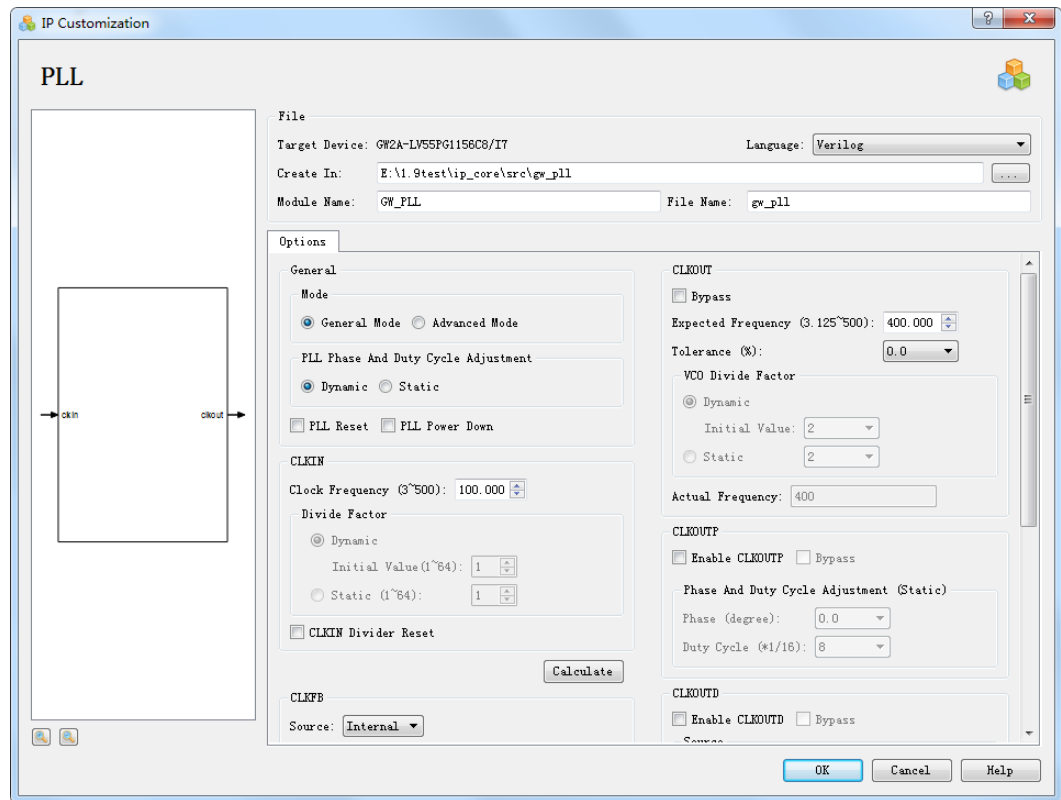 IP Customization
PLL
File
Target Device: GW2A-LV55PG1156C8/I7
Language: Verilog
Create In: E:\1.9test\ip_core\src\gw_pll
...
Module Name: GW_PLL
File Name: gw_pll
Options
clkin
clkout
General
Mode
General Mode
Advanced Mode
PLL Phase And Duty Cycle Adjustment
Dynamic
Static
PLL Reset
PLL Power Down
CLKIN
Clock Frequency (3~500): 100.000
Divide Factor
Dynamic
Initial Value(1~64): 1
Static (1~64): 1
CLKIN Divider Reset
Calculate
CLKFB
Source: Internal
CLKOUT
Bypass
Expected Frequency (3.125~500): 400.000
Tolerance (%): 0.0
VCO Divide Factor
Dynamic
Initial Value: 2
Static 2
Actual Frequency: 400
CLKOUTP
Enable CLKOUTP
Bypass
Phase And Duty Cycle Adjustment (Static)
Phase (degree): 0.0
Duty Cycle (*1/16): 8
CLKOUTD
Enable CLKOUTD
Bypass
Source
OK
Cancel
Help